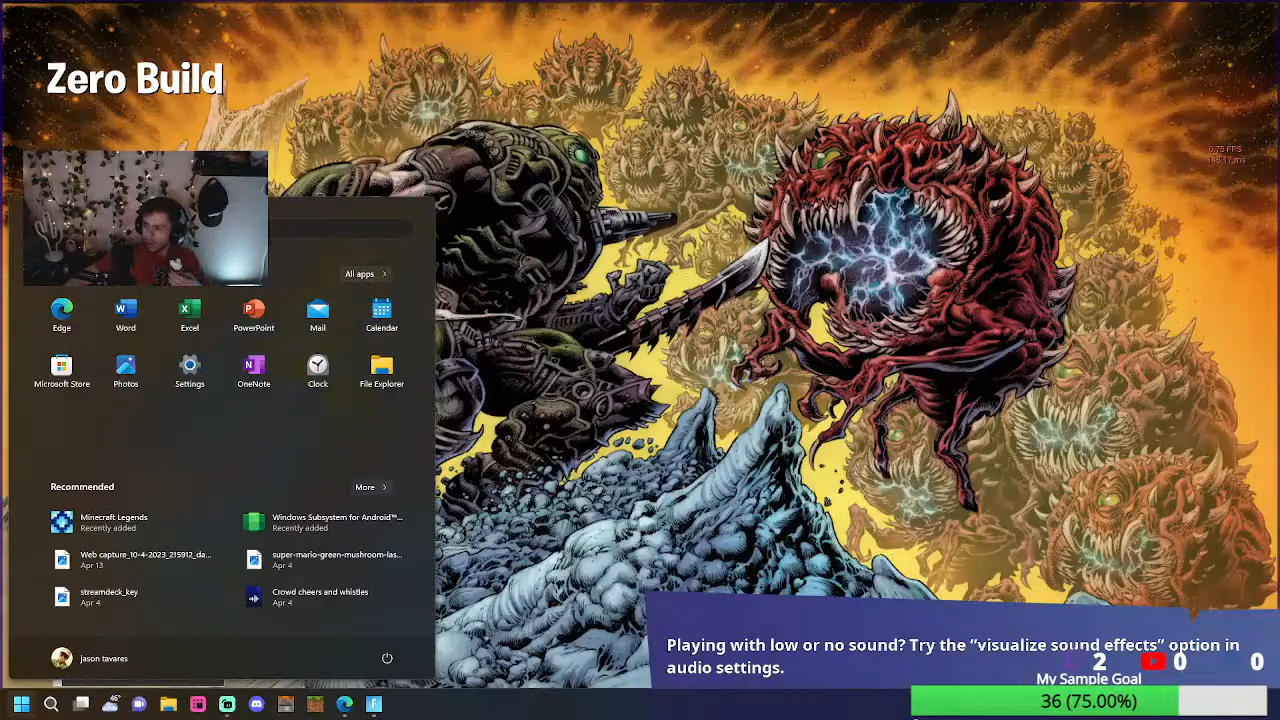 Zero Build
6.75 FPS
All apps
Edge
Word
Excel
PowerPoint
Mail
Calendar
Microsoft Store
Photos
Settings
OneNote
Clock
File Explorer
Recommended
More
Minecraft Legends
Recently added
Windows Subsystem for Android™...
Recently added
Web capture_10-4-2023_215912_da...
Apr 13
super-mario-green-mushroom-las...
Apr 4
streamdeck_key
Apr 4
Crowd cheers and whistles
Apr 4
jason tavares
Playing with low or no sound? Try the "visualize sound effects" option in
audio settings.
2 0 0
My Sample Goal
36 (75.00%)
46°